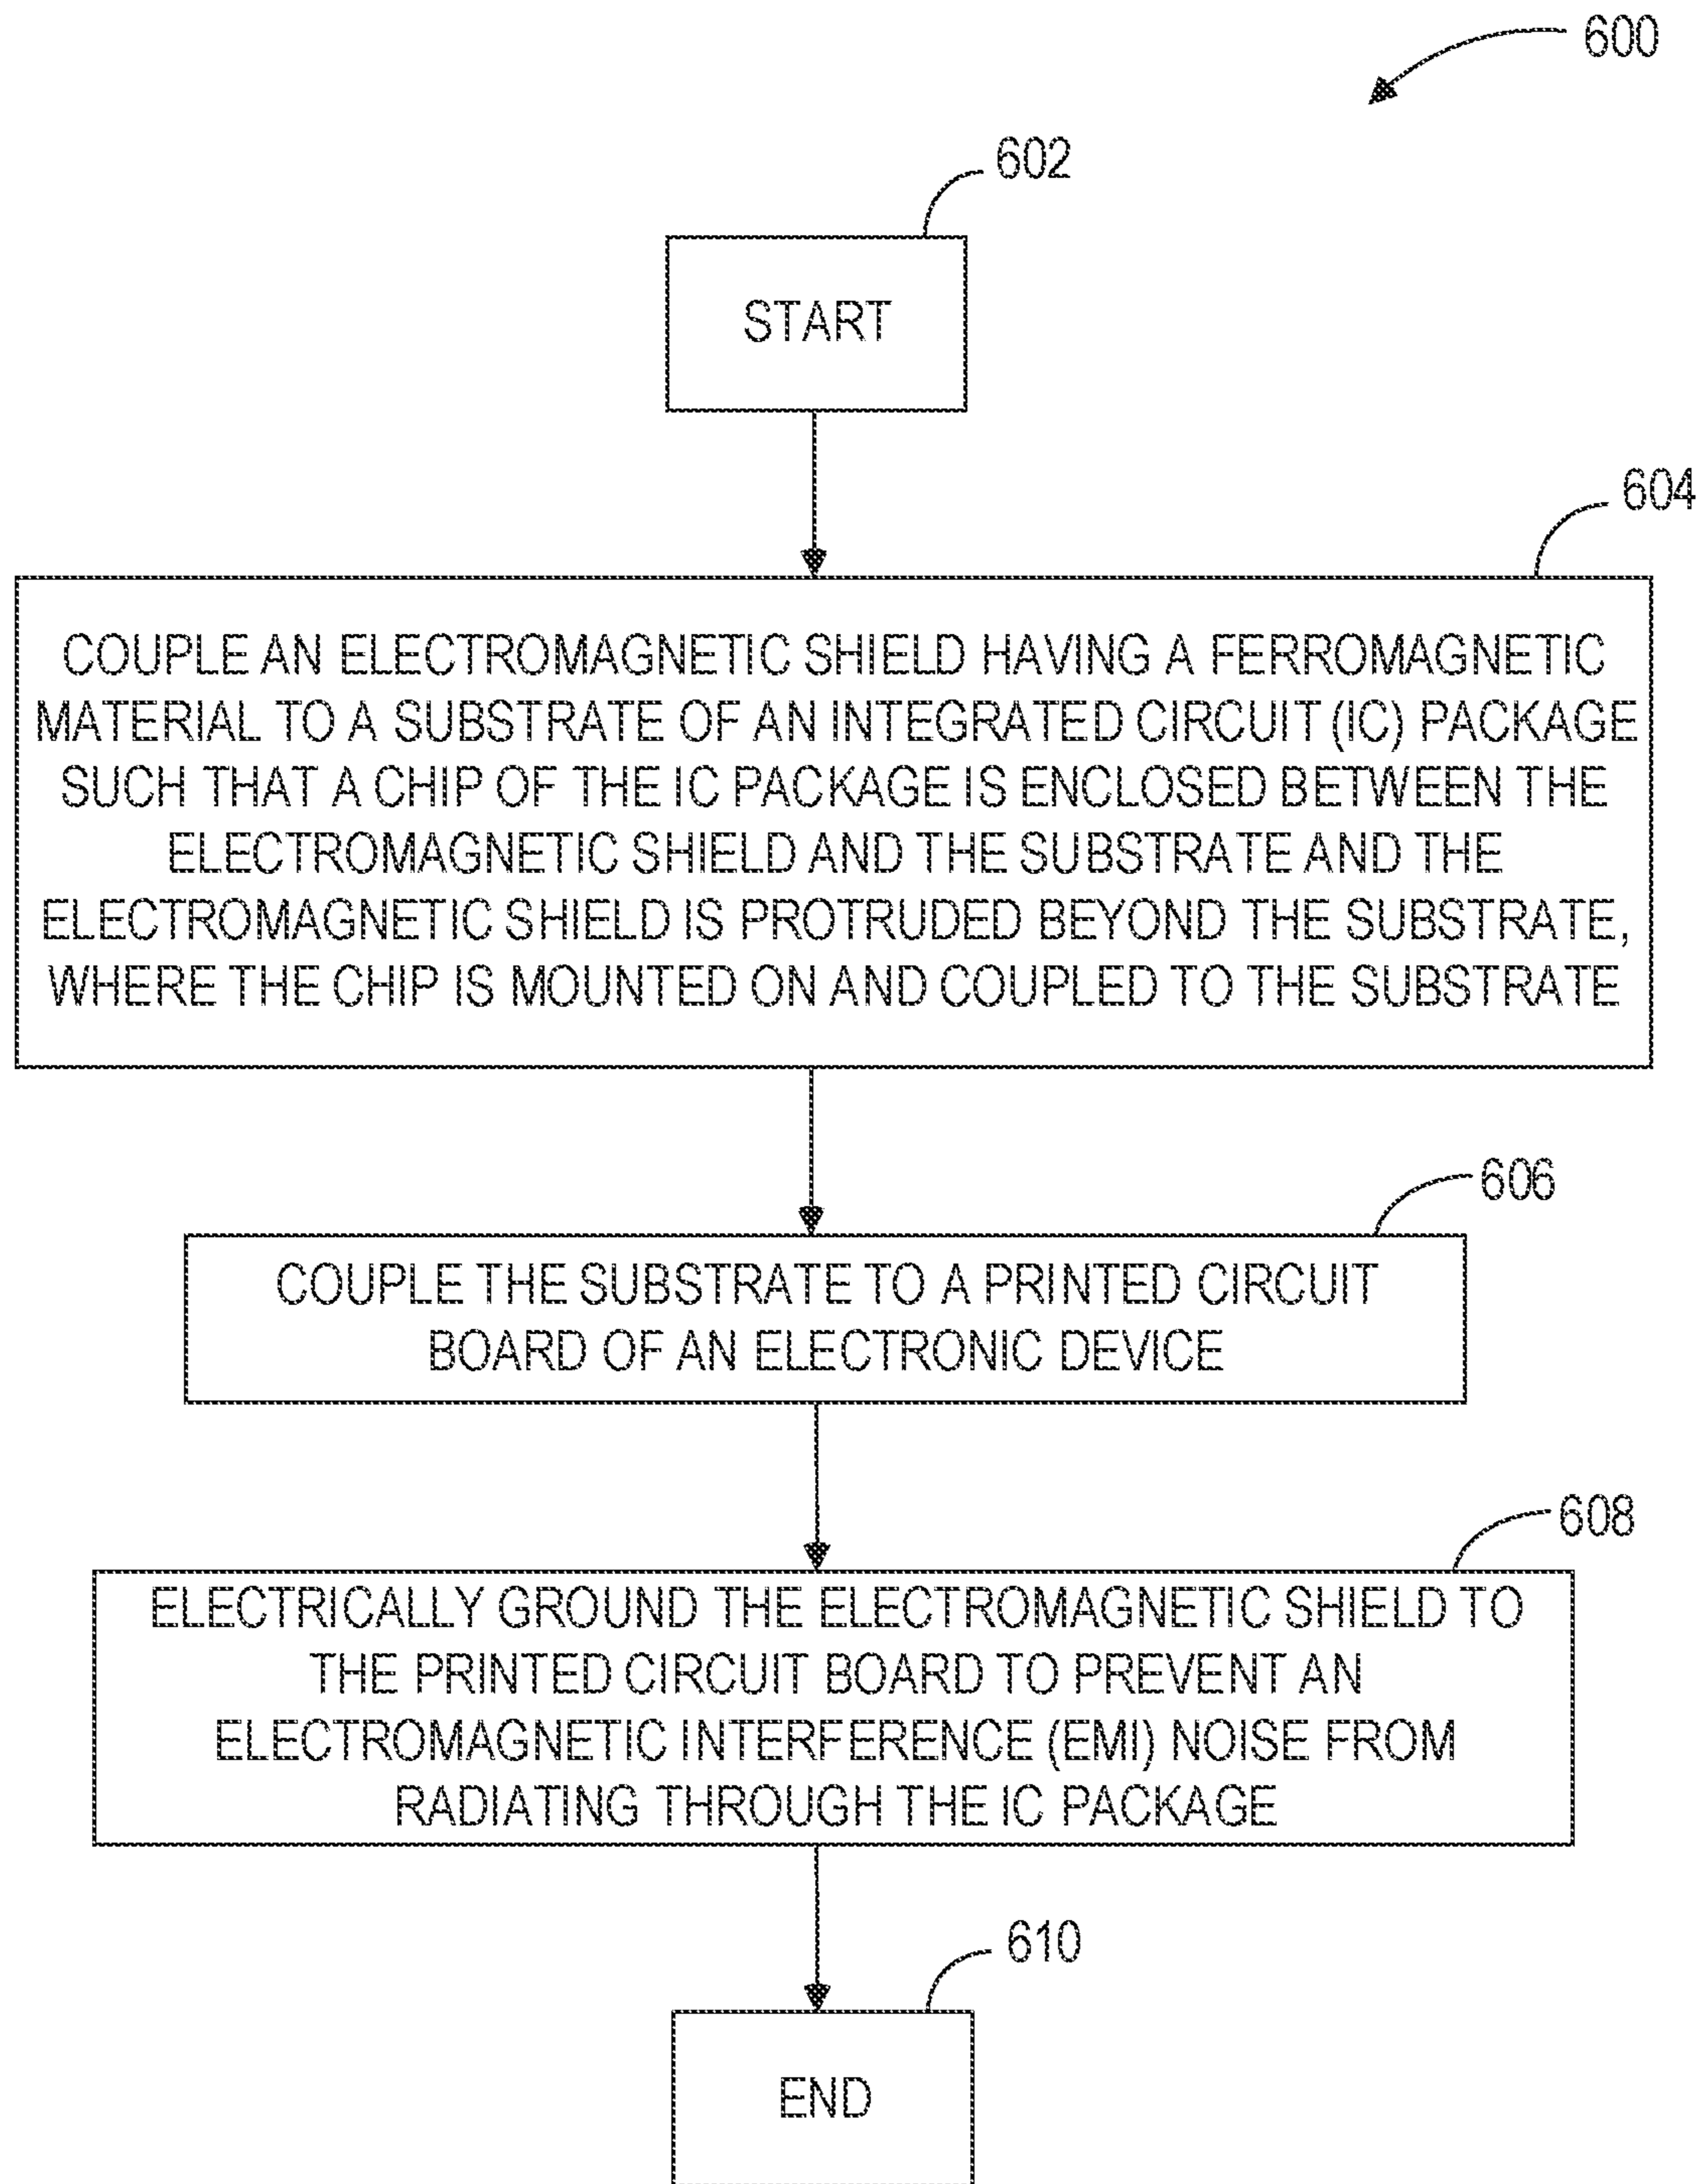 600
602
START
604
COUPLE AN ELECTROMAGNETIC SHIELD HAVING A FERROMAGNETIC
MATERIAL TO A SUBSTRATE OF AN INTEGRATED CIRCUIT (IC) PACKAGE
SUCH THAT A CHIP OF THE IC PACKAGE IS ENCLOSED BETWEEN THE
ELECTROMAGNETIC SHIELD AND THE SUBSTRATE AND THE
ELECTROMAGNETIC SHIELD IS PROTRUDED BEYOND THE SUBSTRATE,
WHERE THE CHIP IS MOUNTED ON AND COUPLED TO THE SUBSTRATE
606
COUPLE THE SUBSTRATE TO A PRINTED CIRCUIT
BOARD OF AN ELECTRONIC DEVICE
608
ELECTRICALLY GROUND THE ELECTROMAGNETIC SHIELD TO
THE PRINTED CIRCUIT BOARD TO PREVENT AN
ELECTROMAGNETIC INTERFERENCE (EMI) NOISE FROM
RADIATING THROUGH THE IC PACKAGE
610
END